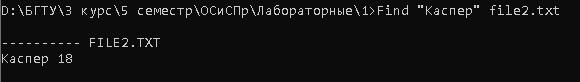 D:\БГТУ\3 курс\5 семестр\ОСиСПр\Лабораторные\1>Find "Каспер" file2.txt
---------- FILE2.TXT
Каспер 18